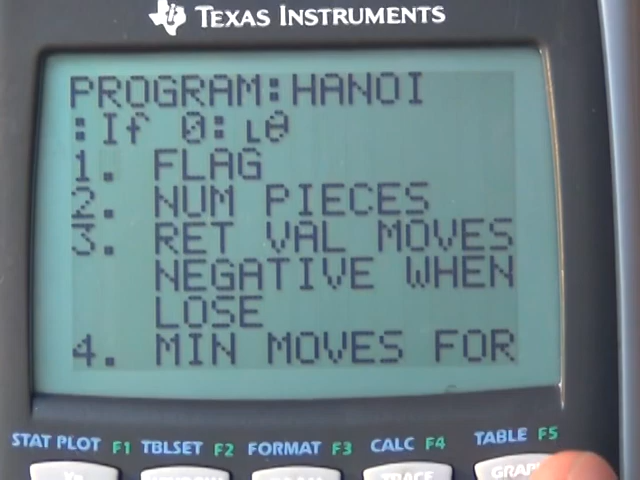 TEXAS INSTRUMENTS
PROGRAM:HANOI
:If 0:ʟθ
1. FLAG
2. NUM PIECES
3. RET VAL MOVES
NEGATIVE WHEN
LOSE
4. MIN MOVES FOR
STAT PLOT F1 TBLSET F2 FORMAT F3 CALC F4 TABLE F5